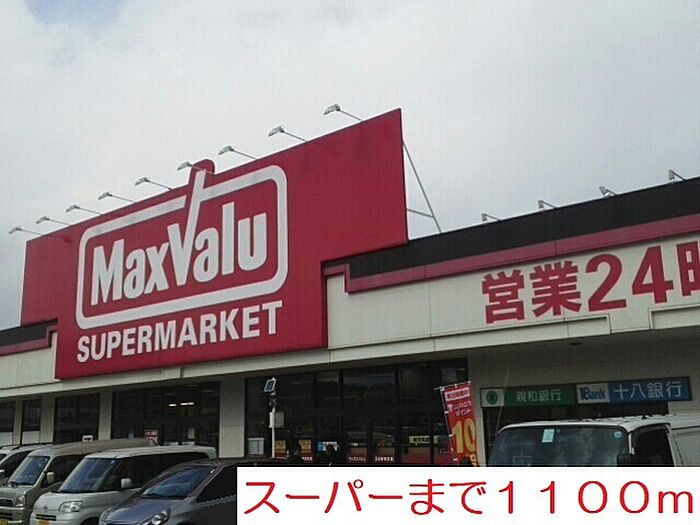 MaxValu
SUPERMARKET
営業24時
親和銀行
18Bank 十八銀行
10
スーパーまで1100m